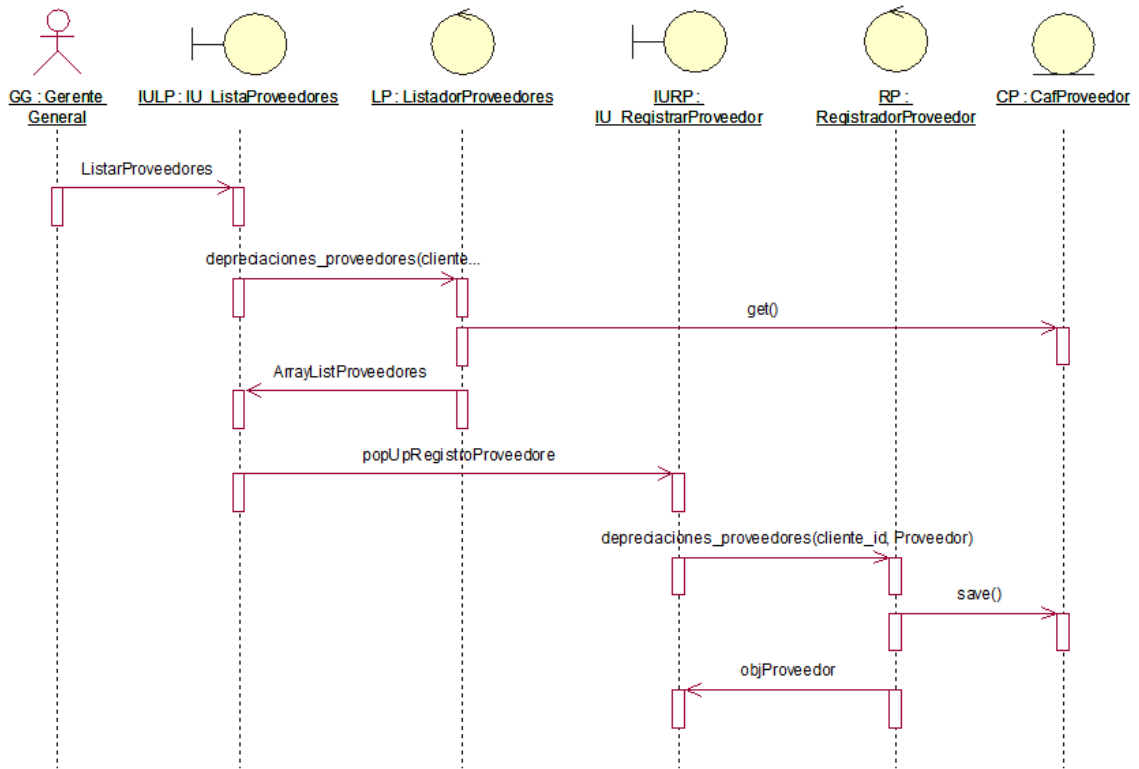 GG : Gerente
General
IULP : IU_ListaProveedores
LP : ListadorProveedores
IURP :
IU_RegistrarProveedor
RP :
RegistradorProveedor
CP : CafProveedor
ListarProveedores
depreciaciones_proveedores(cliente...
get()
ArrayListProveedores
popUpRegistroProveedore
depreciaciones_proveedores(cliente_id, Proveedor)
save()
objProveedor